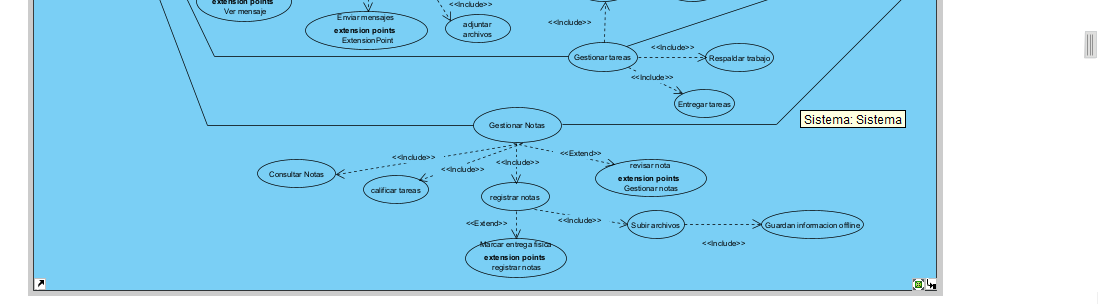 extension points
Ver mensaje
Enviar mensajes
extension points
ExtensionPoint
<<Include>>
adjuntar
archivos
<<Include>>
Gestionar tareas
<<Include>>
Respaldar trabajo
<<Include>>
Entregar tareas
Sistema: Sistema
Gestionar Notas
<<Include>>
<<Include>>
<<Include>>
<<Extend>>
Consultar Notas
calificar tareas
revisar nota
extension points
Gestionar notas
registrar notas
<<Extend>>
<<Include>>
Subir archivos
Guardan informacion offline
<<Include>>
Marcar entrega fisica
extension points
registrar notas